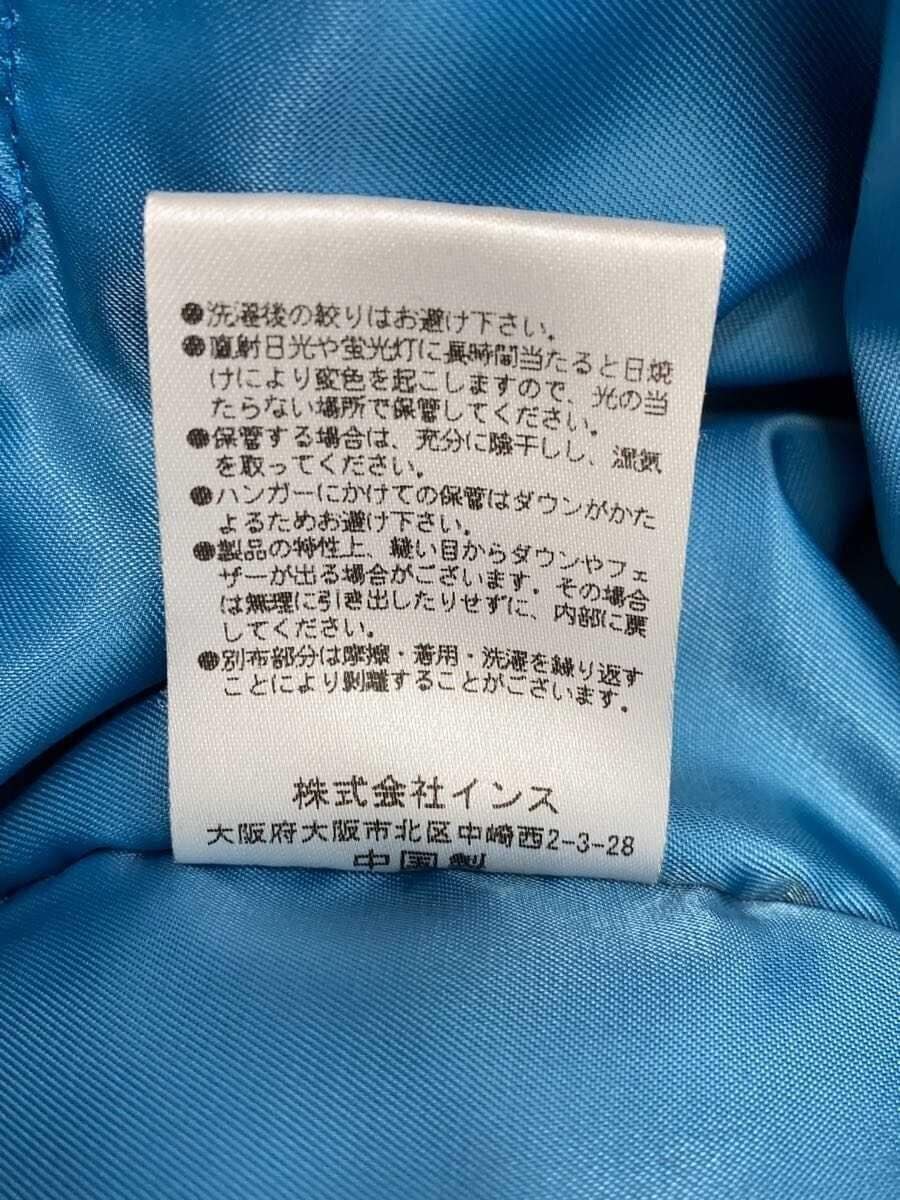 ●洗濯後の絞りはお避け下さい。
●直射日光や蛍光灯に長時間当たると日焼
けにより変色を起こしますので、光の当
たらない場所で保管してください。
●保管する場合は、充分に陰干しし、湿気
を取ってください。
●ハンガーにかけての保管はダウンがかた
よるためお避け下さい。
●製品の特性上、縫い目からダウンやフェ
ザーが出る場合がございます。その場合
は無理に引き出したりせずに、内部に戻
してください。
●別布部分は摩擦・着用・洗濯を繰り返す
ことにより剥離することがございます。
株式会社インス
大阪府大阪市北区中崎西2-3-28
中国製